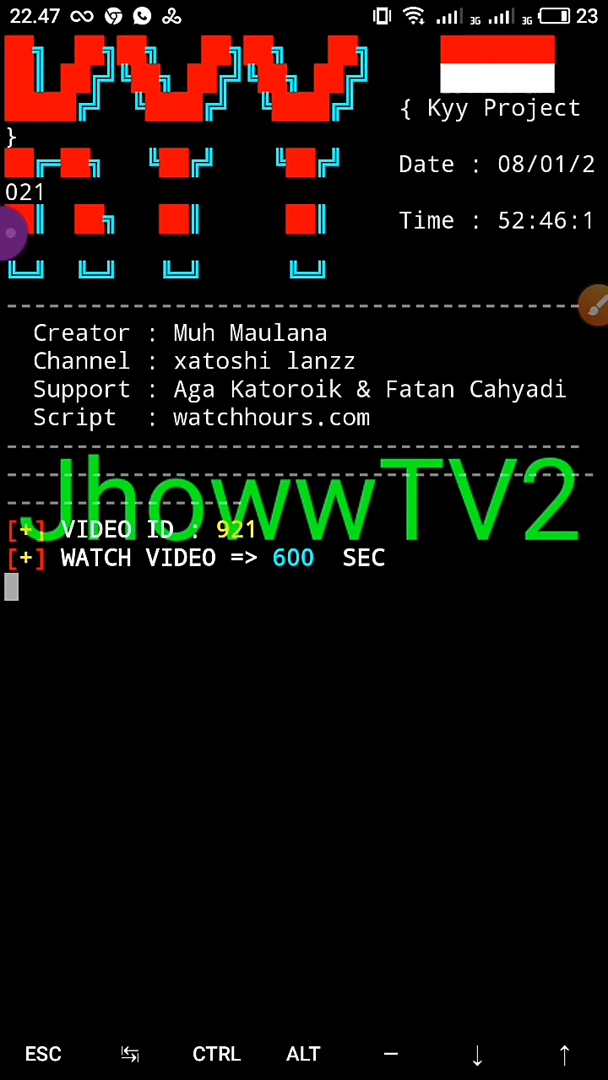 22.47
3G
3G
23
{ Kyy Project
}
Date : 08/01/2
021
Time : 52:46:1
Creator : Muh Maulana
Channel : xatoshi lanzz
Support : Aga Katoroik & Fatan Cahyadi
Script : watchhours.com
JhowwTV2
[+] VIDEO ID : 921
[+] WATCH VIDEO => 600 SEC
ESC CTRL ALT — ↓ ↑